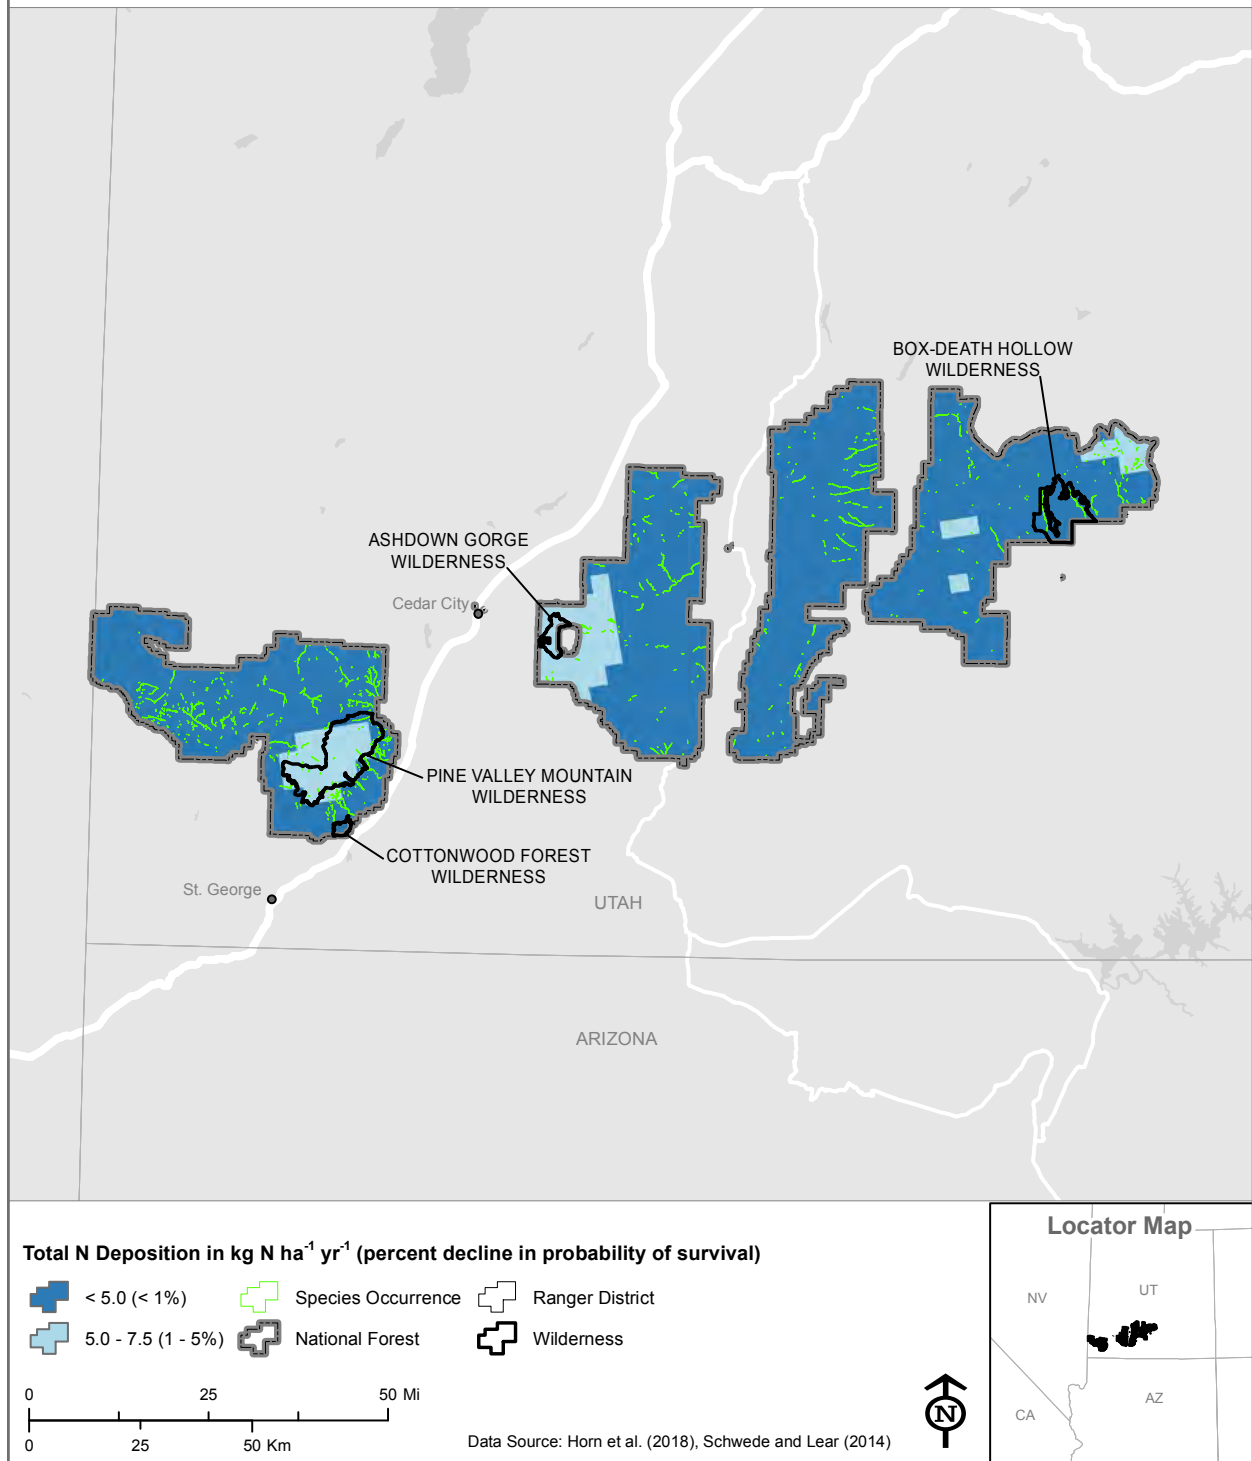 BOX-DEATH HOLLOW
WILDERNESS
ASHDOWN GORGE
WILDERNESS
Cedar City
PINE VALLEY MOUNTAIN
WILDERNESS
COTTONWOOD FOREST
WILDERNESS
St. George
UTAH
ARIZONA
Total N Deposition in kg N ha⁻¹ yr⁻¹ (percent decline in probability of survival)
< 5.0 (< 1%)
Species Occurrence
Ranger District
5.0 - 7.5 (1 - 5%)
National Forest
Wilderness
0 25 50 Mi
0 25 50 Km
Data Source: Horn et al. (2018), Schwede and Lear (2014)
N
Locator Map
NV
UT
CA
AZ